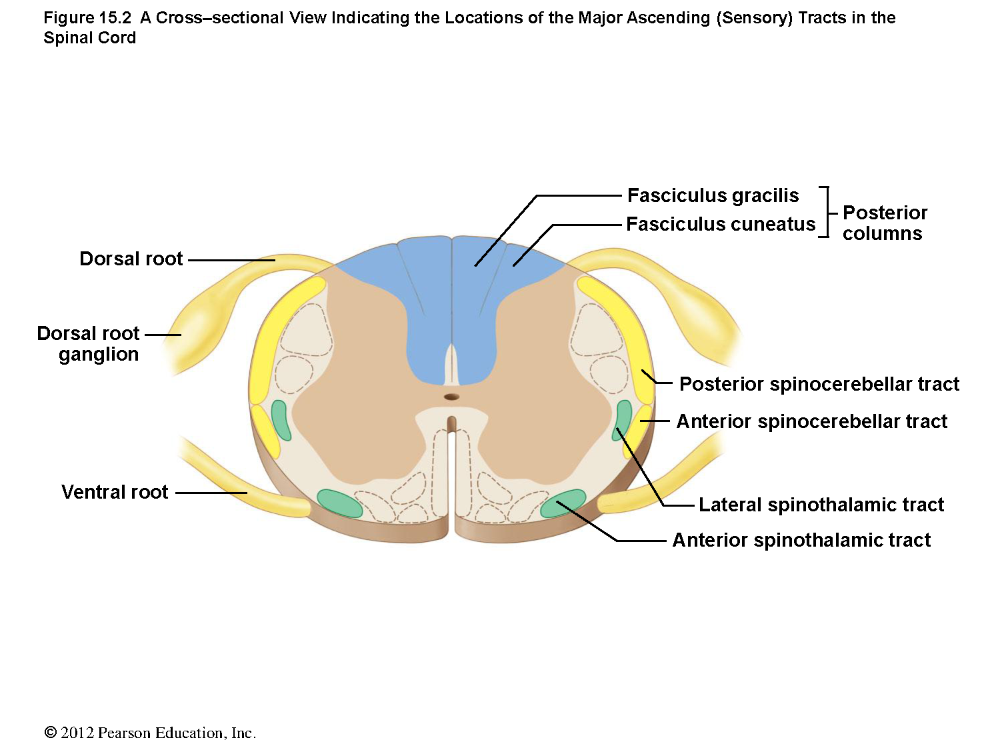 Figure 15.2  A Cross–sectional View Indicating the Locations of the Major Ascending (Sensory) Tracts in the
Spinal Cord
Fasciculus gracilis
Fasciculus cuneatus
Posterior
columns
Dorsal root
Dorsal root
ganglion
Posterior spinocerebellar tract
Anterior spinocerebellar tract
Ventral root
Lateral spinothalamic tract
Anterior spinothalamic tract
© 2012 Pearson Education, Inc.